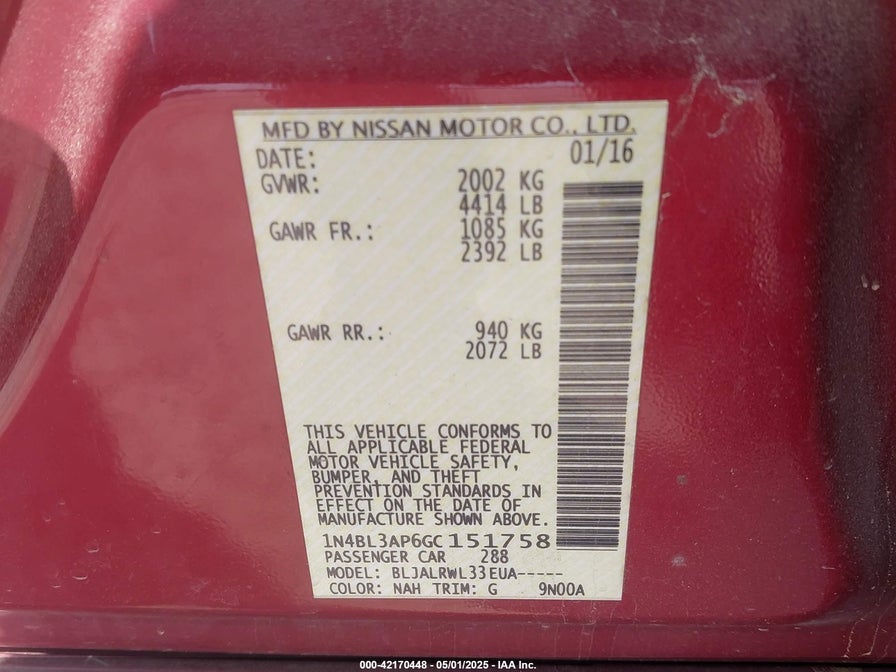 MFD BY NISSAN MOTOR CO., LTD.
DATE: 01/16
GVWR: 2002 KG
4414 LB
GAWR FR.: 1085 KG
2392 LB
GAWR RR.: 940 KG
2072 LB
THIS VEHICLE CONFORMS TO
ALL APPLICABLE FEDERAL
MOTOR VEHICLE SAFETY,
BUMPER, AND THEFT
PREVENTION STANDARDS IN
EFFECT ON THE DATE OF
MANUFACTURE SHOWN ABOVE.
1N4BL3AP6GC151758
PASSENGER CAR 288
MODEL: BLJALRWL33EUA-----
COLOR: NAH TRIM: G 9N00A
000-42170448 - 05/01/2025 - IAA Inc.